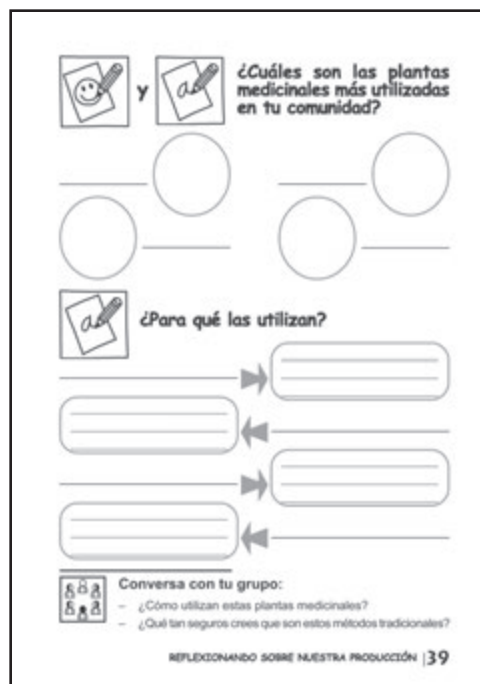 ¿Cuáles son las plantas
y
medicinales más utilizadas
en tu comunidad?
¿Para qué las utilizan?
Conversa con tu grupo:
– ¿Cómo utilizan estas plantas medicinales?
– ¿Qué tan seguros crees que son estos métodos tradicionales?
REFLEXIONANDO SOBRE NUESTRA PRODUCCIÓN |39